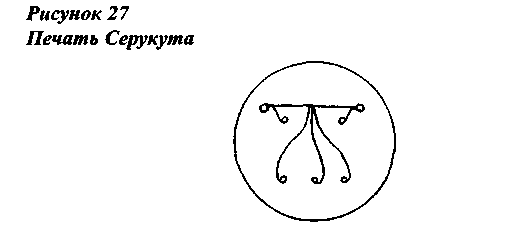 Рисунок 27
Печать Серукута